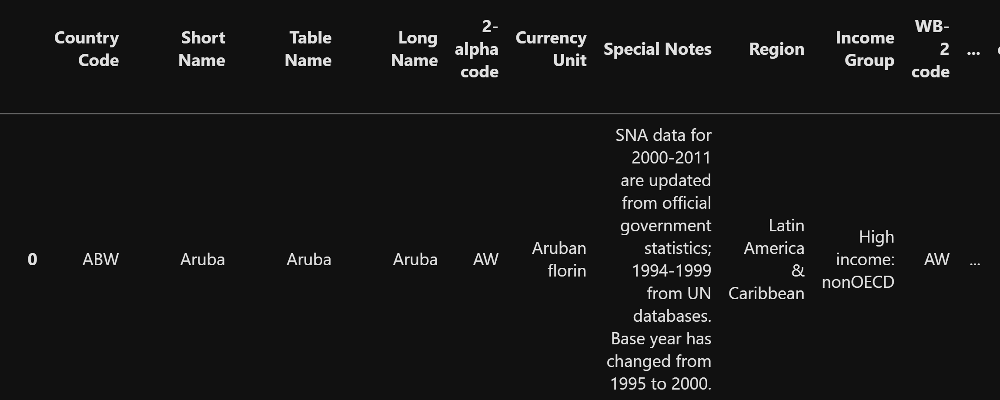 Country Code
Short Name
Table Name
Long Name
2-alpha code
Currency Unit
Special Notes
Region
Income Group
WB-2 code
...
0
ABW
Aruba
Aruba
Aruba
AW
Aruban florin
SNA data for
2000-2011
are updated
from official
government
statistics;
1994-1999
from UN
databases.
Base year has
changed from
1995 to 2000.
Latin
America
&
Caribbean
High
income:
nonOECD
AW
...